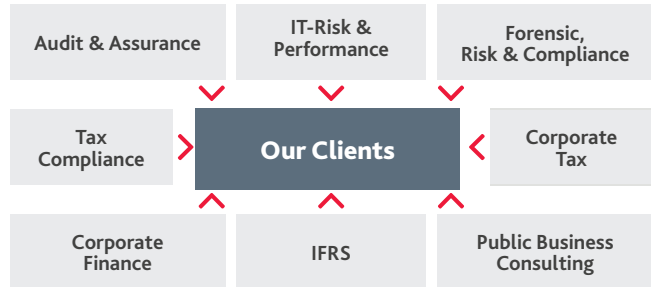 Audit & Assurance
IT-Risk &
Performance
Forensic,
Risk & Compliance
Tax
Compliance
Our Clients
Corporate
Tax
Corporate
Finance
IFRS
Public Business
Consulting